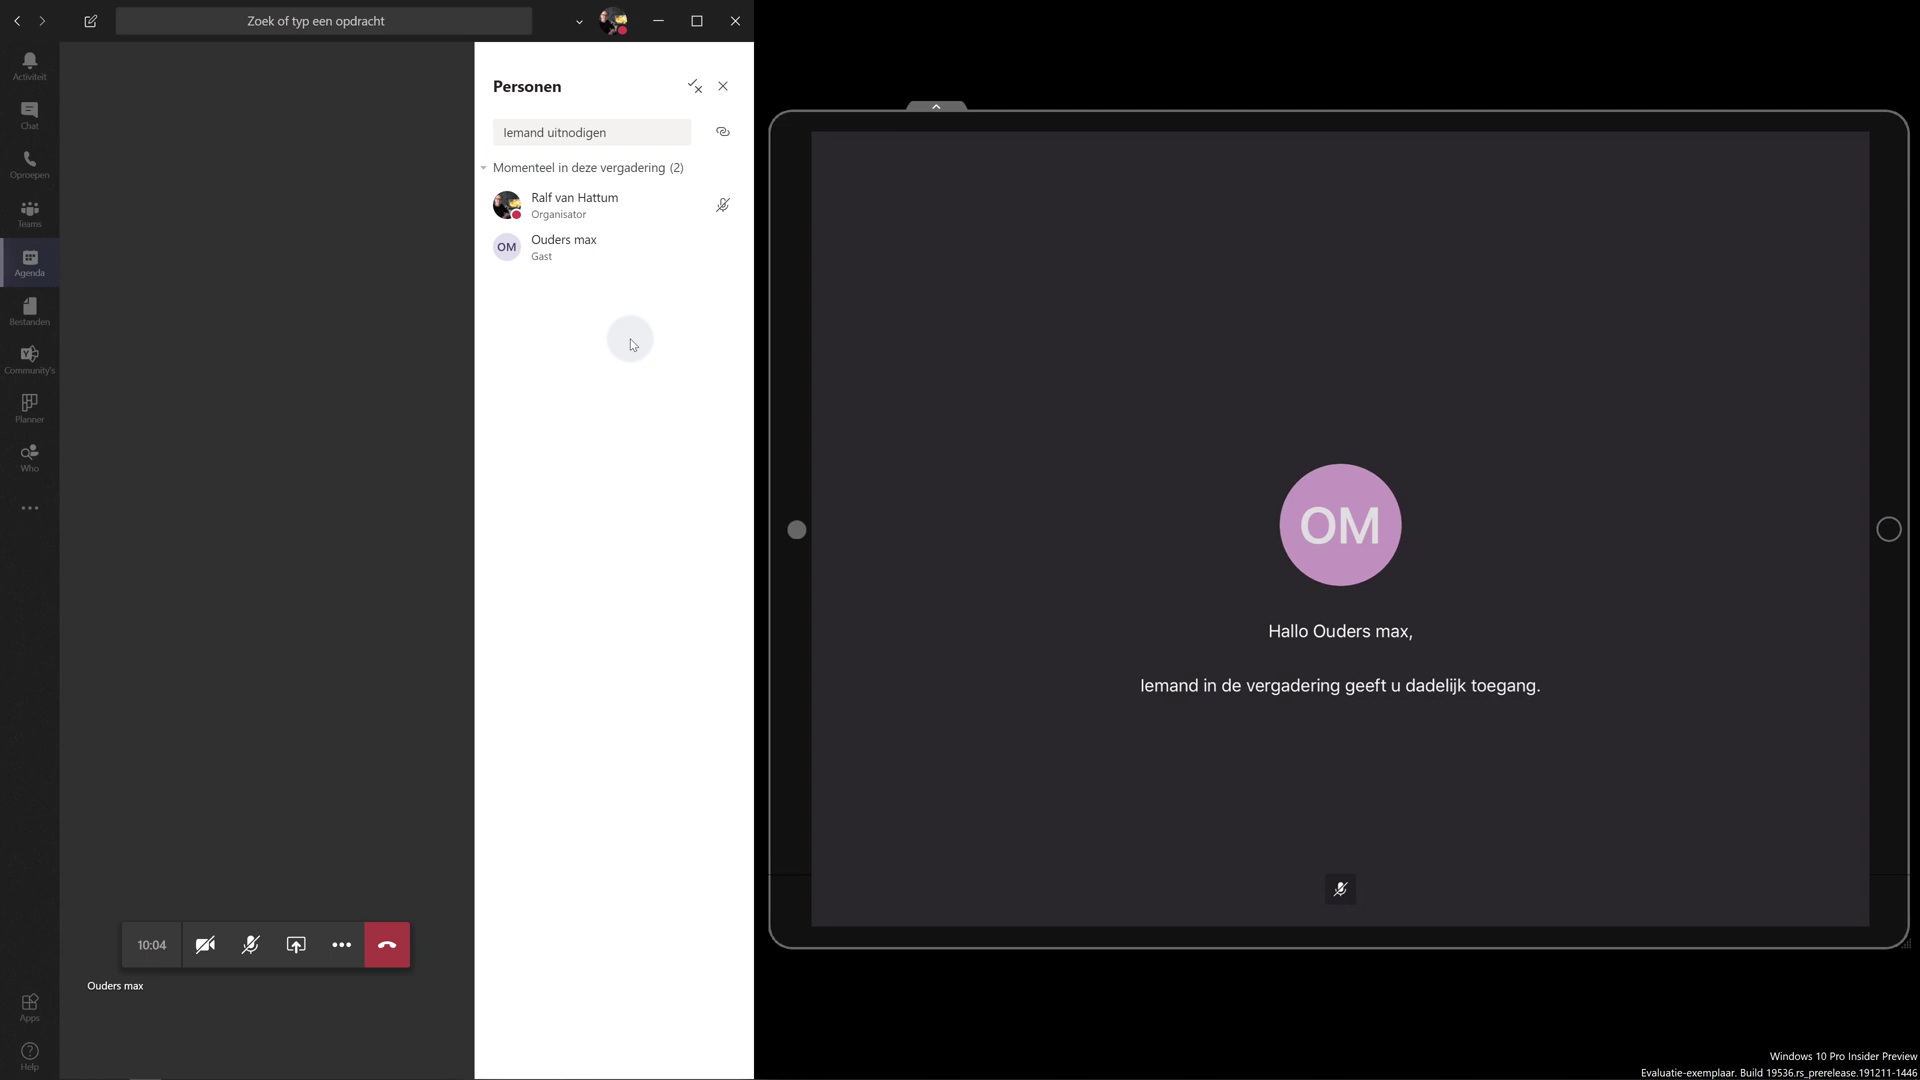 Zoek of typ een opdracht
Activiteit
Chat
Oproepen
Teams
Agenda
Bestanden
Community's
Planner
Who
Apps
Help
10:04
Ouders max
Personen
Iemand uitnodigen
Momenteel in deze vergadering (2)
Ralf van Hattum
Organisator
OM
Ouders max
Gast
OM
Hallo Ouders max,
Iemand in de vergadering geeft u dadelijk toegang.
Windows 10 Pro Insider Preview
Evaluatie-exemplaar. Build 19536.rs_prerelease.191211-1446